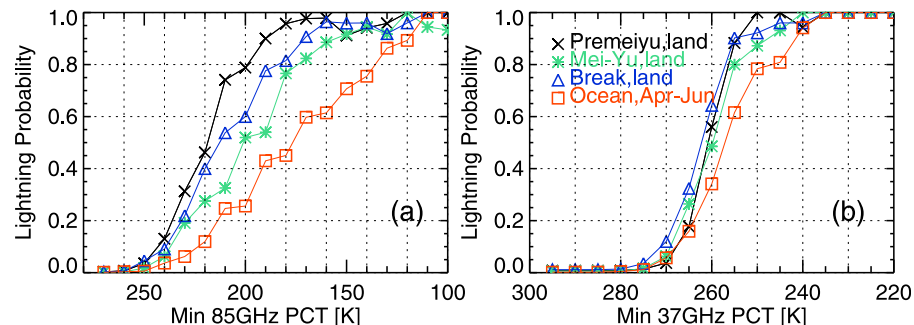 1.0
0.8
0.6
0.4
0.2
0.0
Lightning Probability
250 200 150 100
Min 85GHz PCT [K]
(a)
1.0
0.8
0.6
0.4
0.2
0.0
Lightning Probability
Premeiyu,land
Mei-Yu,land
Break,land
Ocean,Apr-Jun
(b)
300 280 260 240 220
Min 37GHz PCT [K]